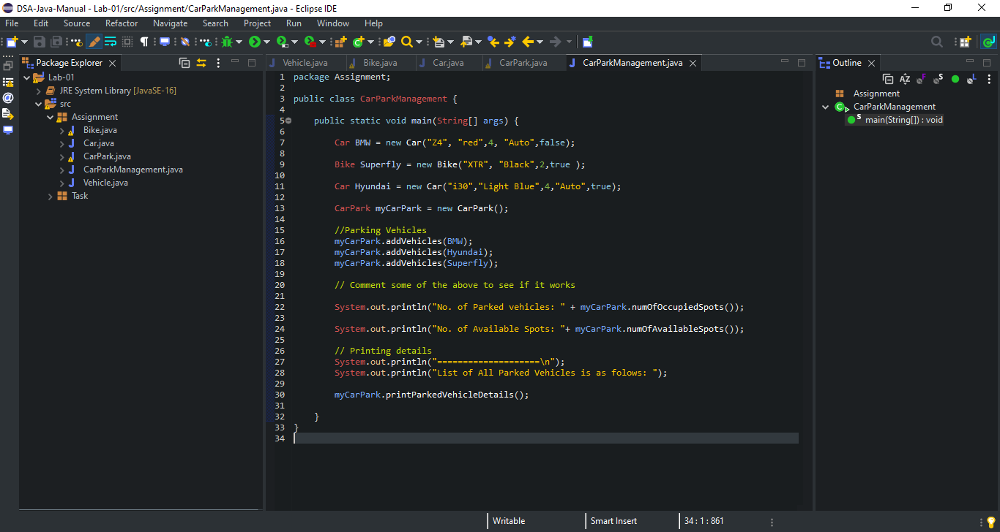 DSA-Java-Manual - Lab-01/src/Assignment/CarParkManagement.java - Eclipse IDE
File Edit Source Refactor Navigate Search Project Run Window Help
Package Explorer
Lab-01
JRE System Library [JavaSE-16]
src
Assignment
Bike.java
Car.java
CarPark.java
CarParkManagement.java
Vehicle.java
Task
Vehicle.java Bike.java Car.java CarPark.java CarParkManagement.java
1 package Assignment;
2
3 public class CarParkManagement {
4
5 public static void main(String[] args) {
6
7 Car BMW = new Car("Z4", "red",4, "Auto",false);
8
9 Bike Superfly = new Bike("XTR", "Black",2,true );
10
11 Car Hyundai = new Car("i30","Light Blue",4,"Auto",true);
12
13 CarPark myCarPark = new CarPark();
14
15 //Parking Vehicles
16 myCarPark.addVehicles(BMW);
17 myCarPark.addVehicles(Hyundai);
18 myCarPark.addVehicles(Superfly);
19
20 // Comment some of the above to see if it works
21
22 System.out.println("No. of Parked vehicles: " + myCarPark.numOfOccupiedSpots());
23
24 System.out.println("No. of Available Spots: "+ myCarPark.numOfAvailableSpots());
25
26 // Printing details
27 System.out.println("====================\n");
28 System.out.println("List of All Parked Vehicles is as folows: ");
29
30 myCarPark.printParkedVehicleDetails();
31
32 }
33 }
34
Outline
Assignment
CarParkManagement
main(String[]) : void
Writable Smart Insert 34 : 1 : 861